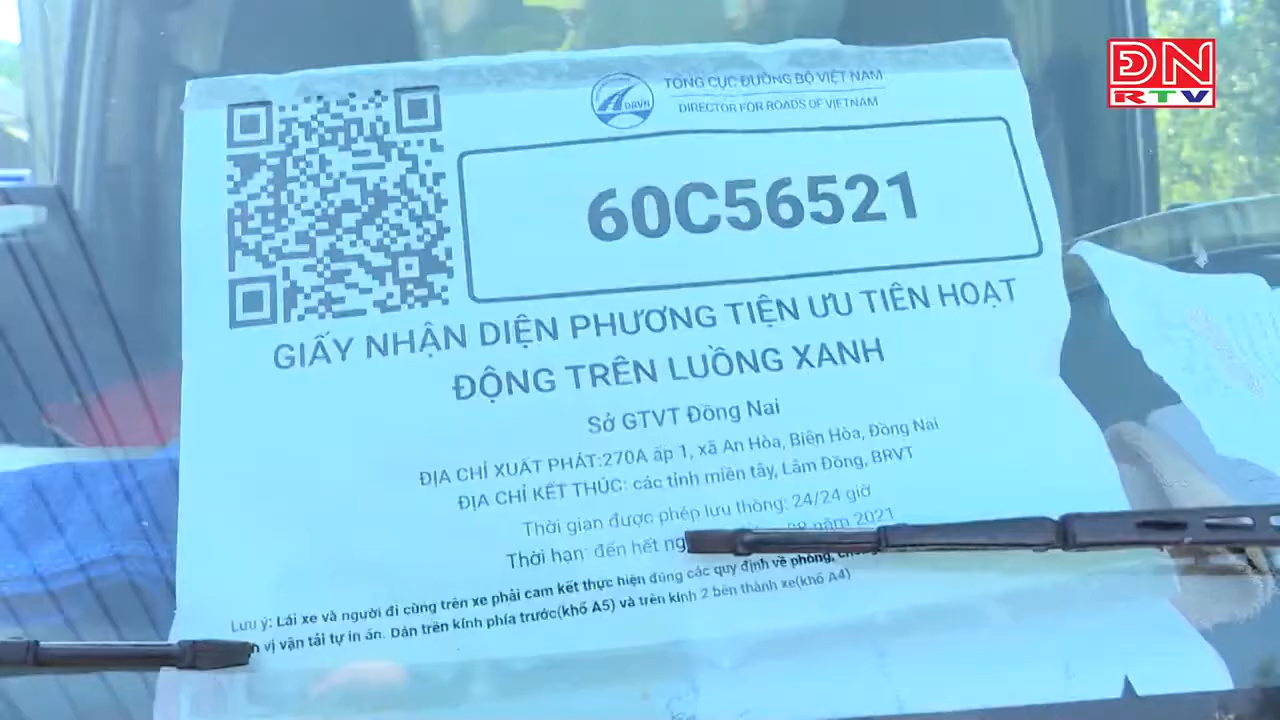 DN
RTV
DRVN
TỔNG CỤC ĐƯỜNG BỘ VIỆT NAM
DIRECTOR FOR ROADS OF VIETNAM
60C56521
GIẤY NHẬN DIỆN PHƯƠNG TIỆN ƯU TIÊN HOẠT
ĐỘNG TRÊN LUỒNG XANH
Sở GTVT Đồng Nai
ĐỊA CHỈ XUẤT PHÁT:270A ấp 1, xã An Hòa, Biên Hòa, Đồng Nai
ĐỊA CHỈ KẾT THÚC: các tỉnh miền tây, Lâm Đồng, BRVT
Thời gian được phép lưu thông: 24/24 giờ
Thời hạn đến hết năm 2021
Lưu ý: Lái xe và người đi cùng trên xe phải cam kết thực hiện đúng các quy định về phòng,
vị vận tải tự in ấn. Dán trên kính phía trước(khổ A5) và trên kính 2 bên thành xe(khổ A4)